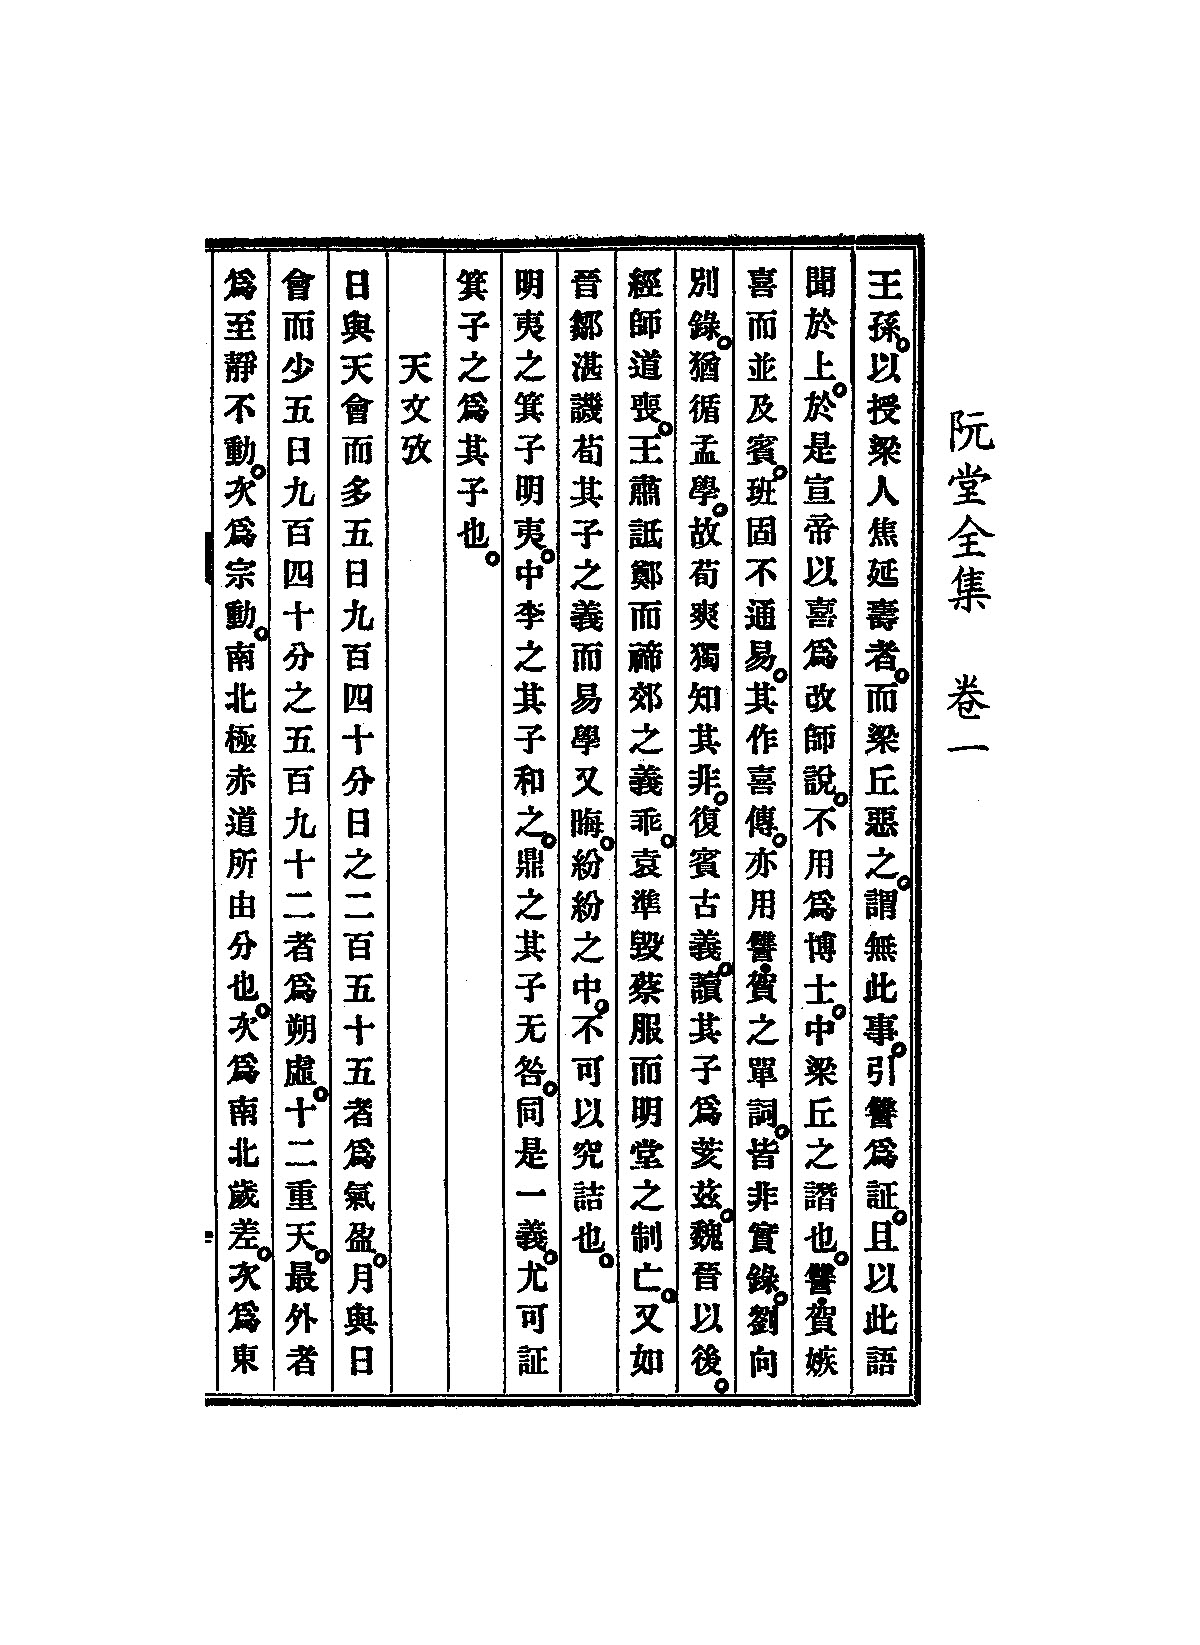 阮堂全集　卷一
王孫。以授梁人焦延壽者。而梁丘惡之。謂無此事。引讐爲証。且以此語
聞於上。於是宣帝以喜爲改師說。不用爲博士。中梁丘之譖也。讐•賀嫉
喜而並及賓。班固不通易。其作喜傳。亦用讐•賀之單詞。皆非實錄。劉向
別錄。猶循孟學。故荀爽獨知其非。復賓古義。讀其子爲荄茲。魏晉以後。
經師道喪。王肅詆鄭而禘郊之義乖。袁準毀蔡服而明堂之制亡。又如
晉鄒湛譏荀其子之義而易學又晦。紛紛之中。不可以究詰也。
明夷之箕子明夷。中孚之其子和之。鼎之其子无咎。同是一義。尤可証
箕子之爲其子也。
天文攷
日與天會而多五日九百四十分日之二百五十五者爲氣盈。月與日
會而少五日九百四十分之五百九十二者爲朔虛。十二重天。最外者
爲至靜不動。次爲宗動。南北極赤道所由分也。次爲南北歲差。次爲東